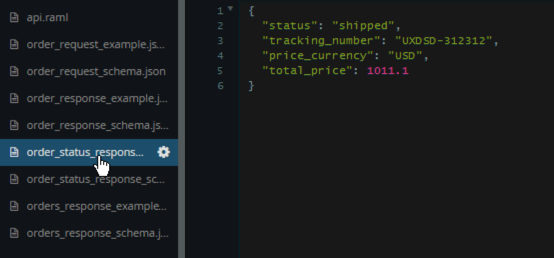 api.raml
order_request_example.js...
order_request_schema.json
order_response_example.j...
order_response_schema.js...
order_status_respons...
order_status_response_sc...
orders_response_example...
orders_response_schema.j...
1 {
2 "status": "shipped",
3 "tracking_number": "UXDSD-312312",
4 "price_currency": "USD",
5 "total_price": 1011.1
6 }